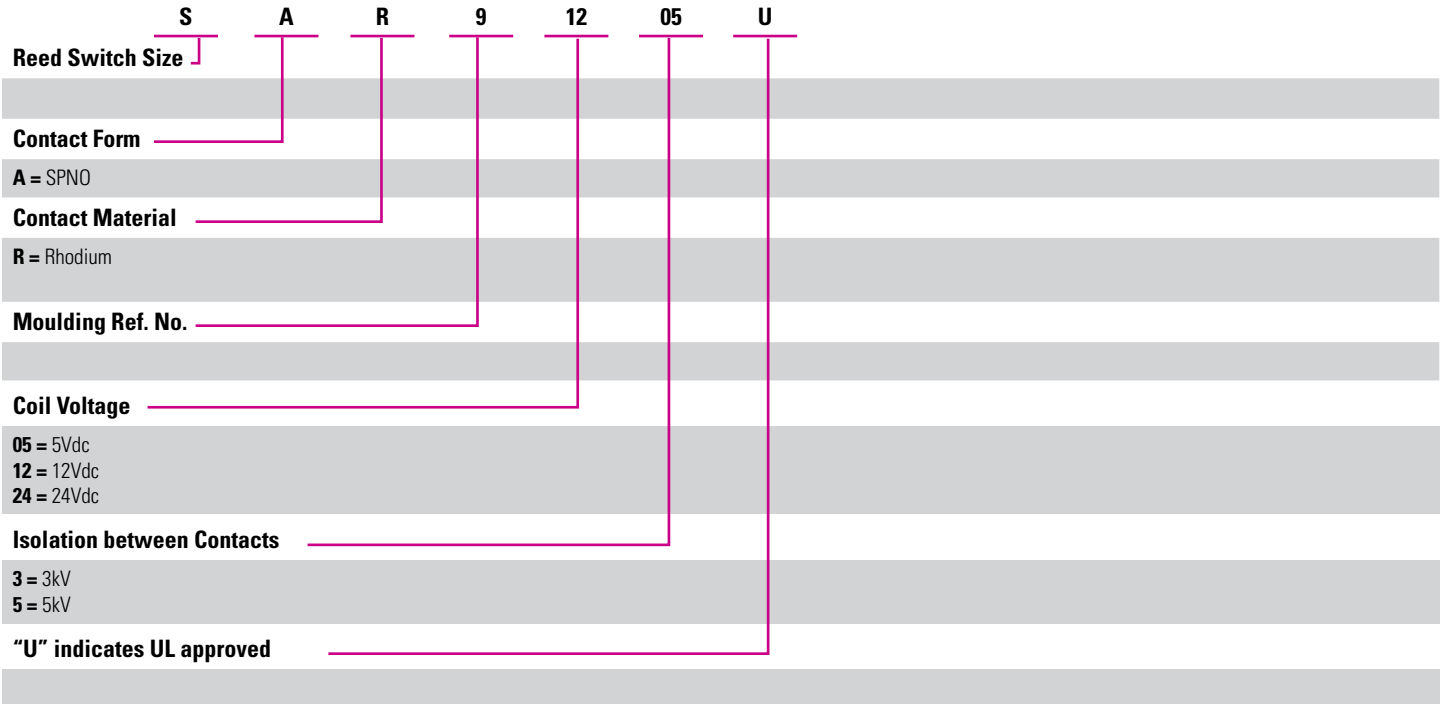 S A R 9 12 05 U
Reed Switch Size
Contact Form
A = SPNO
Contact Material
R = Rhodium
Moulding Ref. No.
Coil Voltage
05 = 5Vdc
12 = 12Vdc
24 = 24Vdc
Isolation between Contacts
3 = 3kV
5 = 5kV
“U” indicates UL approved